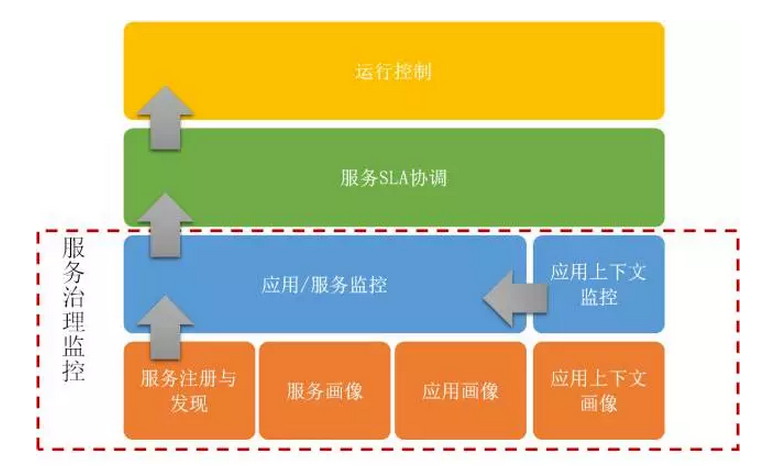 运行控制
服务SLA协调
服务治理监控
应用/服务监控
应用上下文
监控
服务注册与
发现
服务画像
应用画像
应用上下文
画像